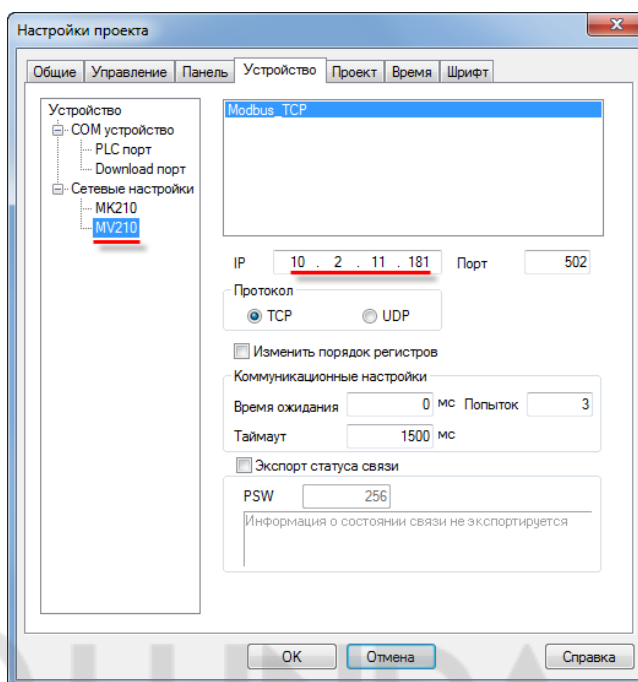 Настройки проекта
Общие Управление Панель Устройство Проект Время Шрифт
Устройство
COM устройство
PLC порт
Download порт
Сетевые настройки
MK210
MV210
Modbus_TCP
IP 10 . 2 . 11 . 181 Порт 502
Протокол
TCP UDP
Изменить порядок регистров
Коммуникационные настройки
Время ожидания 0 мс Попыток 3
Таймаут 1500 мс
Экспорт статуса связи
PSW 256
Информация о состоянии связи не экспортируется
OK Отмена Справка